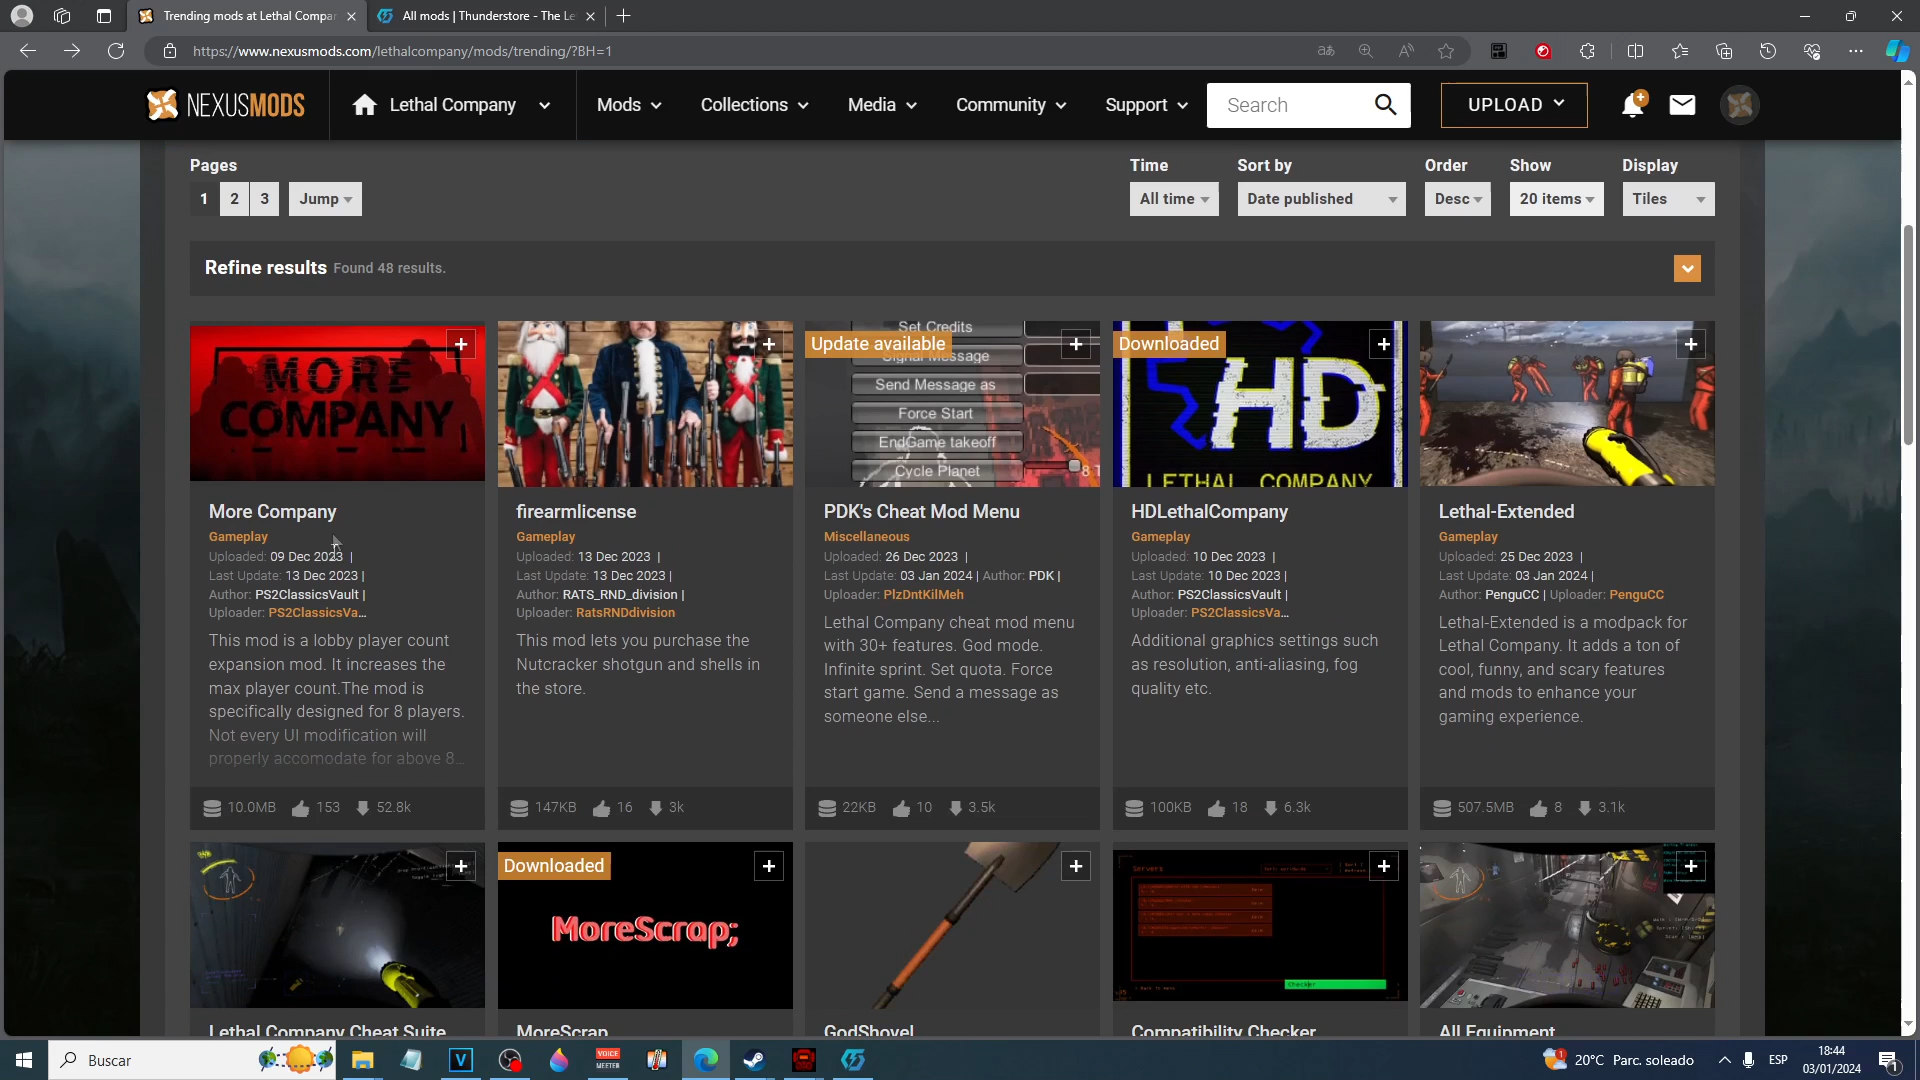 Trending mods at Lethal Compa
All mods | Thunderstore - The Le
https://www.nexusmods.com/lethalcompany/mods/trending/?BH=1
NEXUSMODS
Lethal Company
Mods
Collections
Media
Community
Support
Search
UPLOAD
Pages
1 2 3 Jump
Time
All time
Sort by
Date published
Order
Desc
Show
20 items
Display
Tiles
Refine results Found 48 results.
MORE
COMPANY
More Company
Gameplay
Uploaded: 09 Dec 2023 |
Last Update: 13 Dec 2023 |
Author: PS2ClassicsVault |
Uploader: PS2ClassicsVa...
This mod is a lobby player count
expansion mod. It increases the
max player count.The mod is
specifically designed for 8 players.
Not every UI modification will
properly accomodate for above 8...
10.0MB 153 52.8k
firearmlicense
Gameplay
Uploaded: 13 Dec 2023 |
Last Update: 13 Dec 2023 |
Author: RATS_RND_division |
Uploader: RatsRNDdivision
This mod lets you purchase the
Nutcracker shotgun and shells in
the store.
147KB 16 3k
Update available
Set Credits
Signal Message
Send Message as
Force Start
EndGame takeoff
Cycle Planet
8
PDK's Cheat Mod Menu
Miscellaneous
Uploaded: 26 Dec 2023 |
Last Update: 03 Jan 2024 | Author: PDK |
Uploader: PlzDntKilMeh
Lethal Company cheat mod menu
with 30+ features. God mode.
Infinite sprint. Set quota. Force
start game. Send a message as
someone else...
22KB 10 3.5k
Downloaded
HD
LETHAL COMPANY
HDLethalCompany
Gameplay
Uploaded: 10 Dec 2023 |
Last Update: 10 Dec 2023 |
Author: PS2ClassicsVault |
Uploader: PS2ClassicsVa...
Additional graphics settings such
as resolution, anti-aliasing, fog
quality etc.
100KB 18 6.3k
Lethal-Extended
Gameplay
Uploaded: 25 Dec 2023 |
Last Update: 03 Jan 2024 |
Author: PenguCC | Uploader: PenguCC
Lethal-Extended is a modpack for
Lethal Company. It adds a ton of
cool, funny, and scary features
and mods to enhance your
gaming experience.
507.5MB 8 3.1k
Lethal Company Cheat Suite
Downloaded
MoreScrap;
MoreScrap
GodShovel
Servers
Checker
Compatibility Checker
All Equipment
Buscar
VOICE
MEETER
20°C Parc. soleado
ESP
18:44
03/01/2024
1